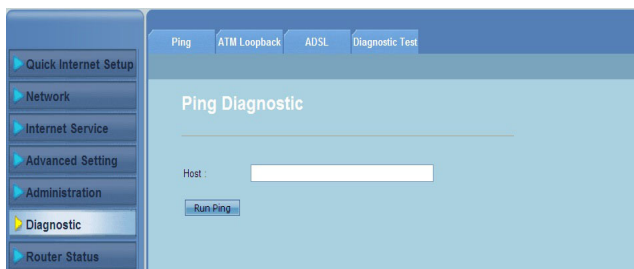 Ping ATM Loopback ADSL Diagnostic Test
Quick Internet Setup
Network
Internet Service
Advanced Setting
Administration
Diagnostic
Router Status
Ping Diagnostic
Host :
Run Ping